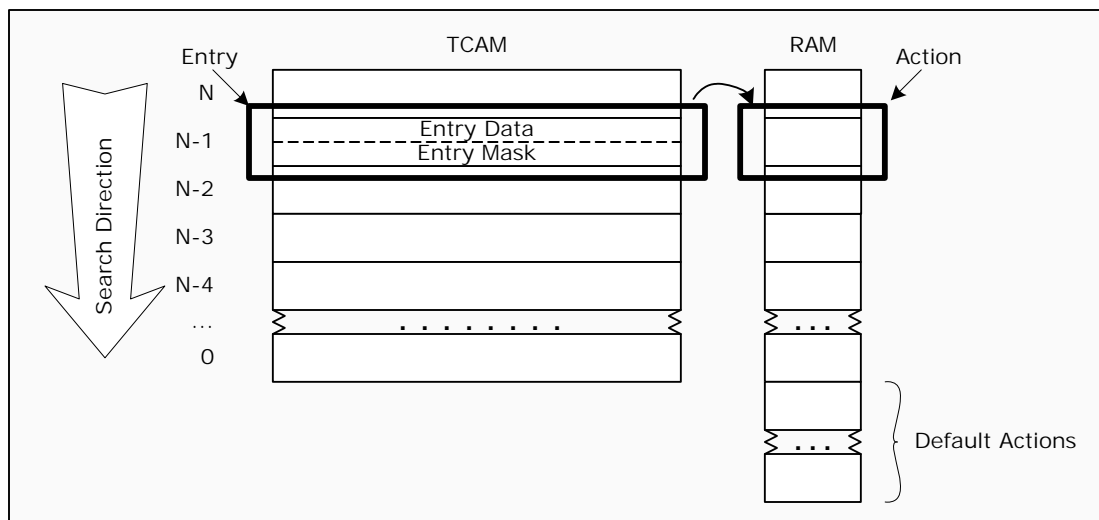 TCAM
RAM
Entry
Action
N
N-1
Entry Data
Entry Mask
N-2
N-3
N-4
...
. . . . . . . .
...
0
Search Direction
Default Actions
...